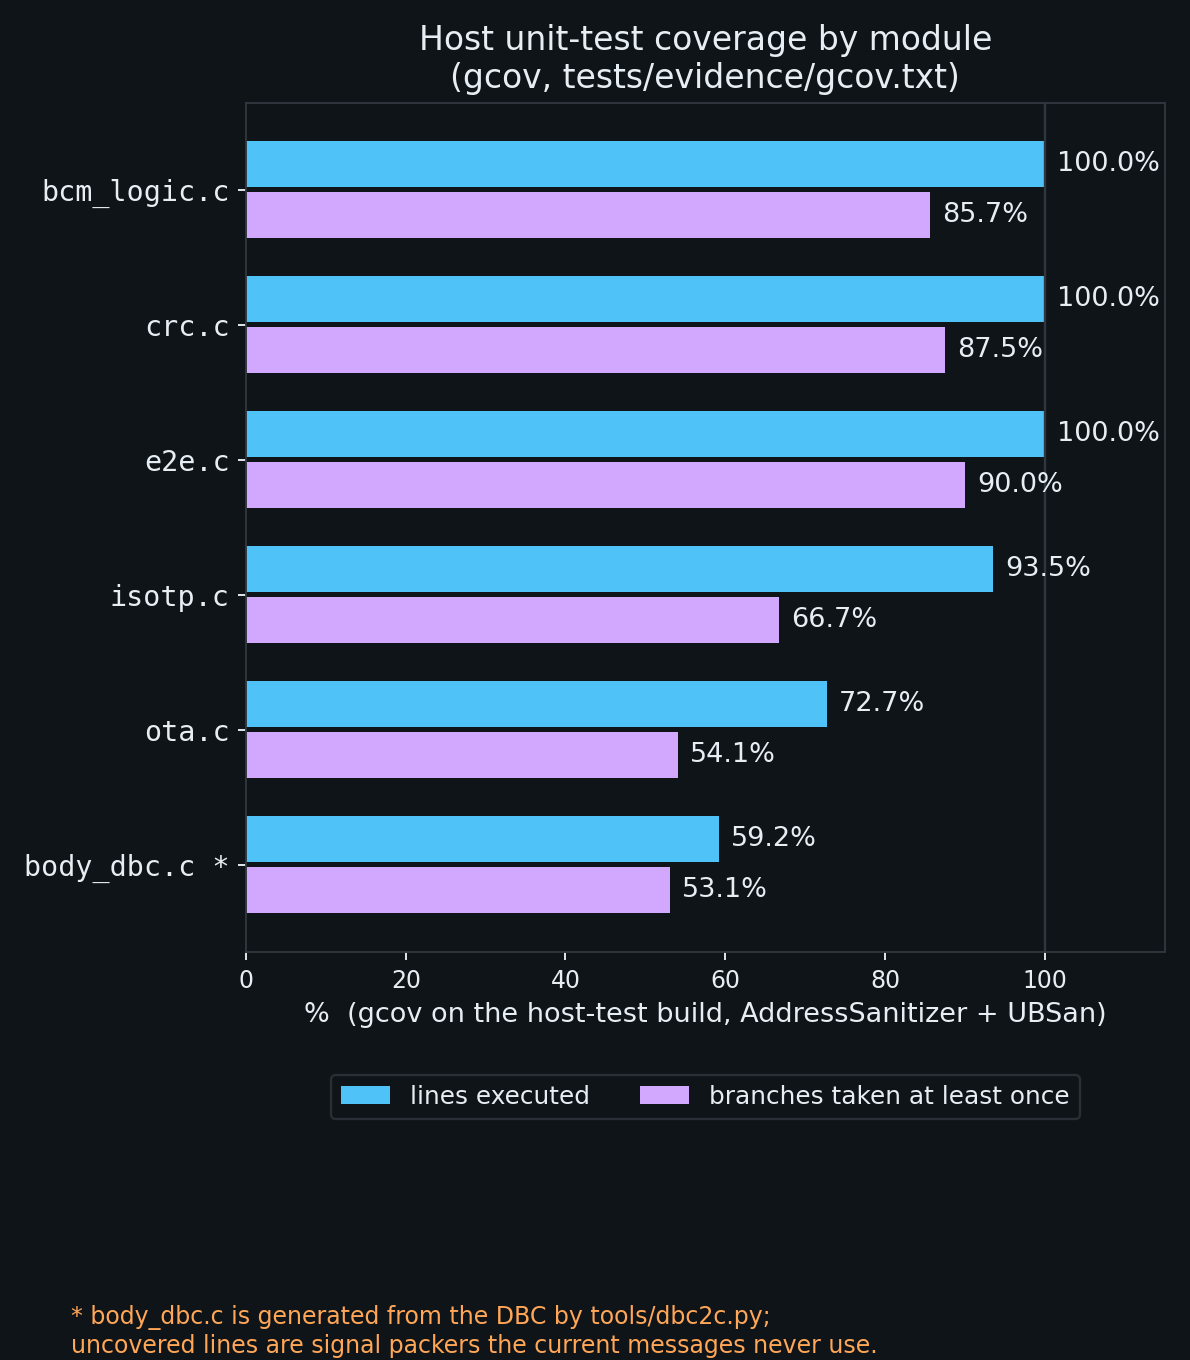 Host unit-test coverage by module
(gcov, tests/evidence/gcov.txt)
bcm_logic.c
100.0%
85.7%
crc.c
100.0%
87.5%
e2e.c
100.0%
90.0%
isotp.c
93.5%
66.7%
ota.c
72.7%
54.1%
body_dbc.c *
59.2%
53.1%
0 20 40 60 80 100
% (gcov on the host-test build, AddressSanitizer + UBSan)
lines executed branches taken at least once
* body_dbc.c is generated from the DBC by tools/dbc2c.py;
uncovered lines are signal packers the current messages never use.